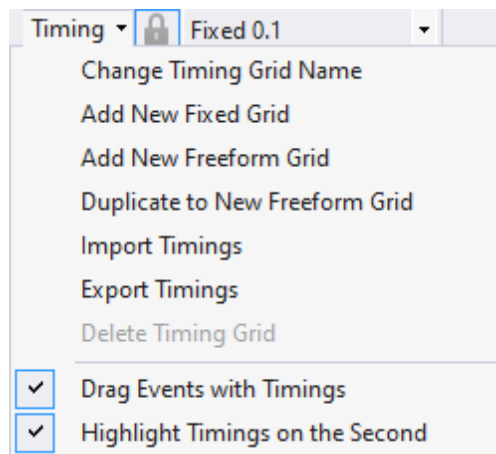 Timing Fixed 0.1
Change Timing Grid Name
Add New Fixed Grid
Add New Freeform Grid
Duplicate to New Freeform Grid
Import Timings
Export Timings
Delete Timing Grid
Drag Events with Timings
Highlight Timings on the Second